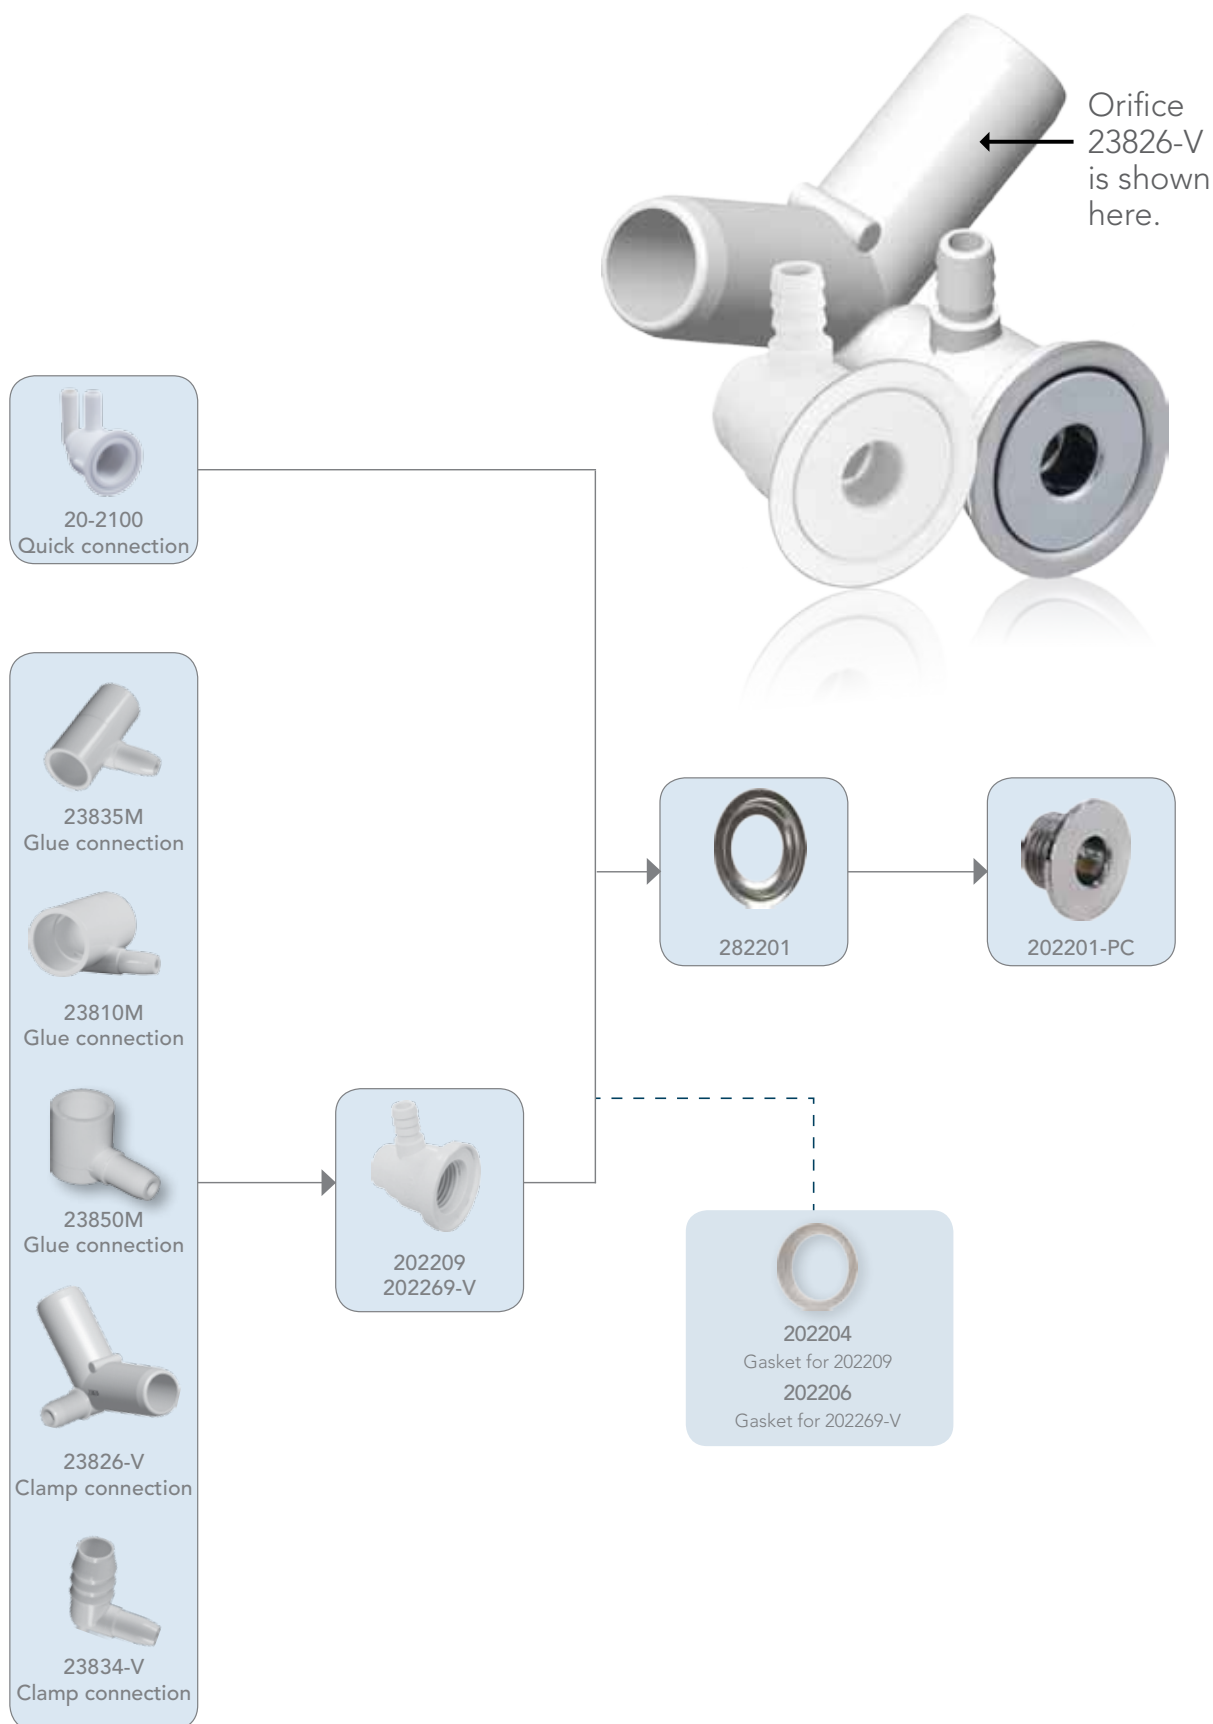 Orifice
23826-V
is shown
here.
20-2100
Quick connection
23835M
Glue connection
23810M
Glue connection
23850M
Glue connection
23826-V
Clamp connection
23834-V
Clamp connection
202209
202269-V
282201
202201-PC
202204
Gasket for 202209
202206
Gasket for 202269-V